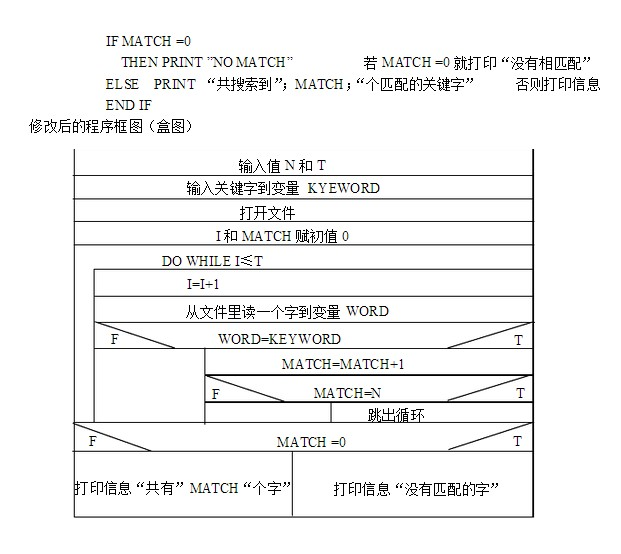 IF MATCH =0
THEN PRINT ”NO MATCH” 若 MATCH =0 就打印“没有相匹配”
ELSE PRINT “共搜索到”；MATCH；“个匹配的关键字” 否则打印信息
END IF
修改后的程序框图（盒图）
输入值 N 和 T
输入关键字到变量 KYEWORD
打开文件
I 和 MATCH 赋初值 0
DO WHILE I≤T
I=I+1
从文件里读一个字到变量 WORD
F WORD=KEYWORD T
MATCH=MATCH+1
F MATCH=N T
跳出循环
F MATCH =0 T
打印信息“共有” MATCH “个字” 打印信息“没有匹配的字”